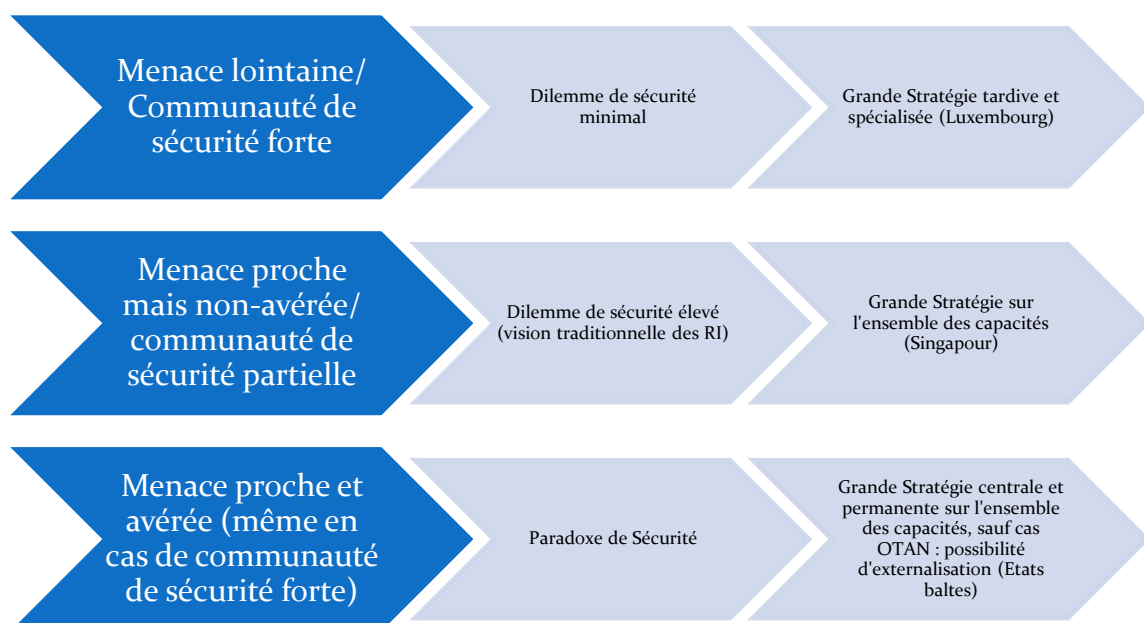 Menace lointaine/
Communauté de
sécurité forte
Dilemme de sécurité
minimal
Grande Stratégie tardive et
spécialisée (Luxembourg)
Menace proche
mais non-avérée/
communauté de
sécurité partielle
Dilemme de sécurité élevé
(vision traditionnelle des RI)
Grande Stratégie sur
l'ensemble des capacités
(Singapour)
Menace proche et
avérée (même en
cas de communauté
de sécurité forte)
Paradoxe de Sécurité
Grande Stratégie centrale et
permanente sur l'ensemble
des capacités, sauf cas
OTAN : possibilité
d'externalisation (Etats
baltes)